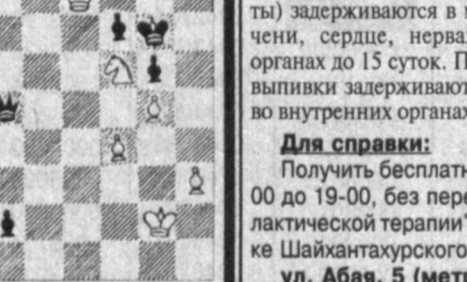 ты) задерживаются в
чени, сердце, нерва
органах до 15 суток. П
выпивки задерживают
во внутренних органах
Для справки:
Получить бесплатн
00 до 19-00, без пере
лактической терапии
ке Шайхантахурского
ул. Абая, 5 (метр